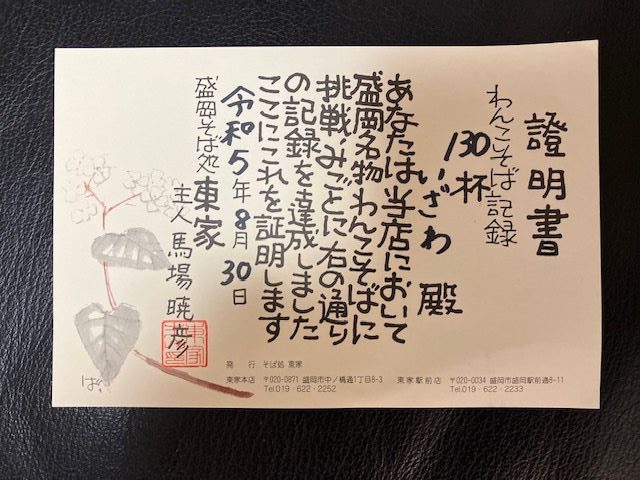 證明書
わんこそば記録
130杯
いざわ 殿
あなたは当店において
盛岡名物わんこそばに
挑戦、みごとに右の通り
の記録を達成しました
ここにこれを証明します
令和5年8月30日
盛岡そば処 東家
主人 馬場 暁彦
ば
発 行 そば処 東家
東家本店 〒020-0871 盛岡市中ノ橋通1丁目8-3 東家駅前店 〒020-0034 盛岡市盛岡駅前通8-11
Tel.019・622・2252 Tel.019・622・2233